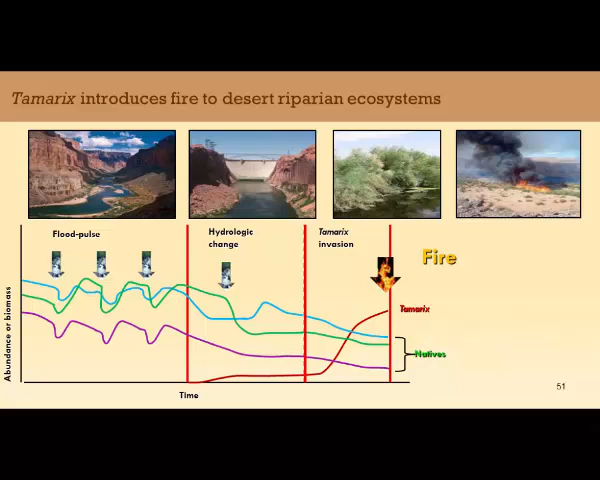 Tamarix introduces fire to desert riparian ecosystems
Flood-pulse
Hydrologic
change
Tamarix
invasion
Fire
Tamarix
Natives
Abundance or biomass
Time
51